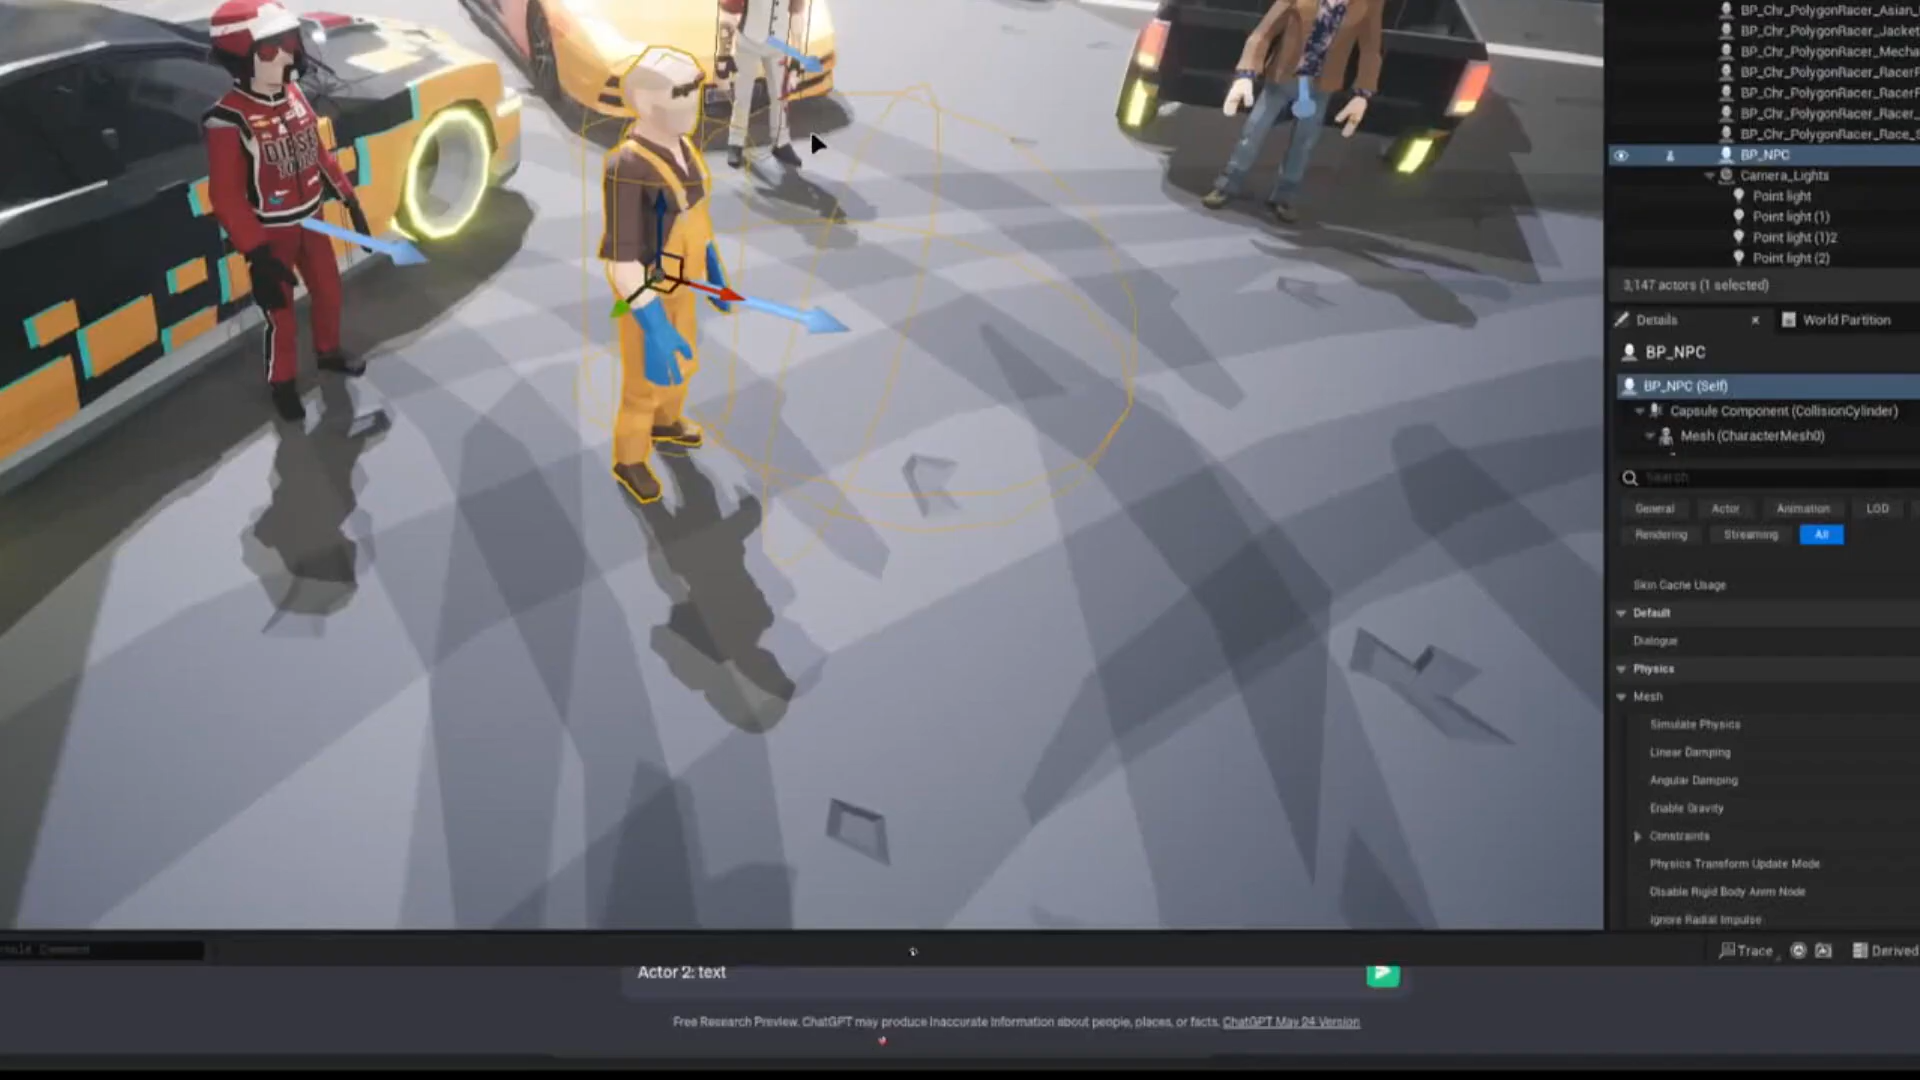 BP_Chr_PolygonRacer_Asian_
BP_Chr_PolygonRacer_Jacket
BP_Chr_PolygonRacer_Mecha
BP_Chr_PolygonRacer_RacerF
BP_Chr_PolygonRacer_RacerF
BP_Chr_PolygonRacer_Racer_
BP_Chr_PolygonRacer_Race_S
BP_NPC
Camera_Lights
Point light
Point light (1)
Point light (1)2
Point light (2)
3,147 actors (1 selected)
Details
World Partition
BP_NPC
BP_NPC (Self)
Capsule Component (CollisionCylinder)
Mesh (CharacterMesh0)
Search
General Actor Animation LOD
Rendering Streaming All
Skin Cache Usage
Default
Dialogue
Physics
Mesh
Simulate Physics
Linear Damping
Angular Damping
Enable Gravity
Constraints
Physics Transform Update Mode
Disable Rigid Body Anim Node
Ignore Radial Impulse
Trace
Derived
Actor 2: text
Free Research Preview. ChatGPT may produce inaccurate information about people, places, or facts. ChatGPT May 24 Version